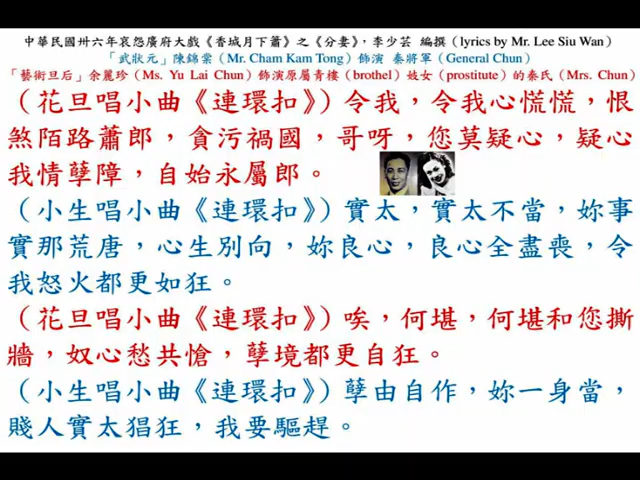 中華民國卅六年哀怨廣府大戲《香城月下蕭》之《分妻》, 李少芸 編撰 (lyrics by Mr. Lee Siu Wan)
「武狀元」陳錦棠 (Mr. Cham Kam Tong) 飾演 秦將軍 (General Chun)
「藝術旦后」余麗珍 (Ms. Yu Lai Chun) 飾演原屬青樓 (brothel) 妓女 (prostitute) 的秦氏 (Mrs. Chun)
（花旦唱小曲《連環扣》）令我，令我心慌慌，恨
煞陌路蕭郎，貪污禍國，哥呀，您莫疑心，疑心
我情孽障，自始永屬郎。
（小生唱小曲《連環扣》）實太，實太不當，妳事
實那荒唐，心生別向，妳良心，良心全盡喪，令
我怒火都更如狂。
（花旦唱小曲《連環扣》）唉，何堪，何堪和您撕
牆，奴心愁共愴，孽境都更自狂。
（小生唱小曲《連環扣》）孽由自作，妳一身當，
賤人實太猖狂，我要驅趕。